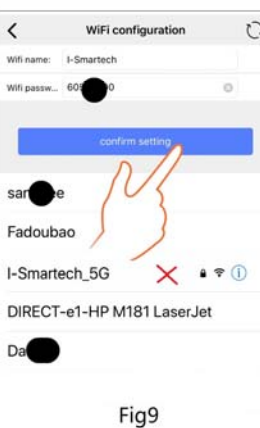 WiFi configuration
Wifi name: I-Smartech
Wifi passw...
confirm setting
Fadoubao
I-Smartech_5G
DIRECT-e1-HP M181 LaserJet
Fig9